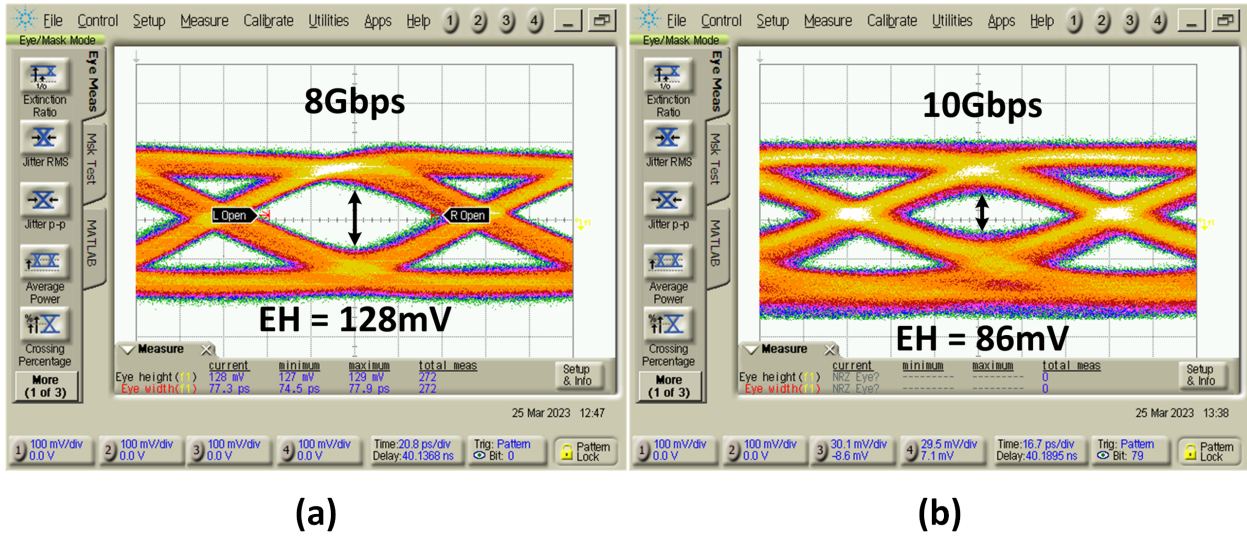 File Control Setup Measure Calibrate Utilities Apps Help 1 2 3 4
Eye/Mask Mode
Eye Meas
Msk Test
MATLAB
1/0
Extinction
Ratio
Jitter RMS
Jitter p-p
Average
Power
%
Crossing
Percentage
More
(1 of 3)
8Gbps
L Open
R Open
EH = 128mV
Measure
current minimum maximum total meas
Eye height(f1) 128 mV 127 mV 129 mV 272
Eye width(f1) 77.3 ps 74.5 ps 77.9 ps 272
Setup
& Info
25 Mar 2023 12:47
1 100 mV/div 0.0 V
2 100 mV/div 0.0 V
3 100 mV/div 0.0 V
4 100 mV/div 0.0 V
Time:20.8 ps/div
Delay:40.1368 ns
Trig: Pattern
Bit: 0
Pattern
Lock
(a)
File Control Setup Measure Calibrate Utilities Apps Help 1 2 3 4
Eye/Mask Mode
Eye Meas
Msk Test
MATLAB
1/0
Extinction
Ratio
Jitter RMS
Jitter p-p
Average
Power
%
Crossing
Percentage
More
(1 of 3)
10Gbps
EH = 86mV
Measure
current minimum maximum total meas
Eye height(f1) NRZ Eye? --------- --------- 0
Eye width(f1) NRZ Eye? --------- --------- 0
Setup
& Info
25 Mar 2023 13:38
1 100 mV/div 0.0 V
2 100 mV/div 0.0 V
3 30.1 mV/div -8.6 mV
4 29.5 mV/div 7.1 mV
Time:16.7 ps/div
Delay:40.1895 ns
Trig: Pattern
Bit: 79
Pattern
Lock
(b)